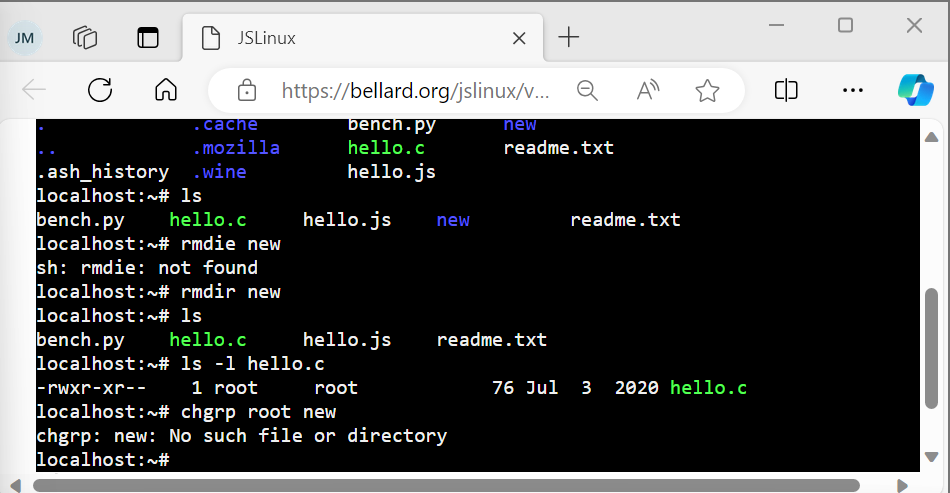 JM
JSLinux
https://bellard.org/jslinux/v...
. .cache bench.py new
.. .mozilla hello.c readme.txt
.ash_history .wine hello.js
localhost:~# ls
bench.py hello.c hello.js new readme.txt
localhost:~# rmdie new
sh: rmdie: not found
localhost:~# rmdir new
localhost:~# ls
bench.py hello.c hello.js readme.txt
localhost:~# ls -l hello.c
-rwxr-xr-- 1 root root 76 Jul 3 2020 hello.c
localhost:~# chgrp root new
chgrp: new: No such file or directory
localhost:~#